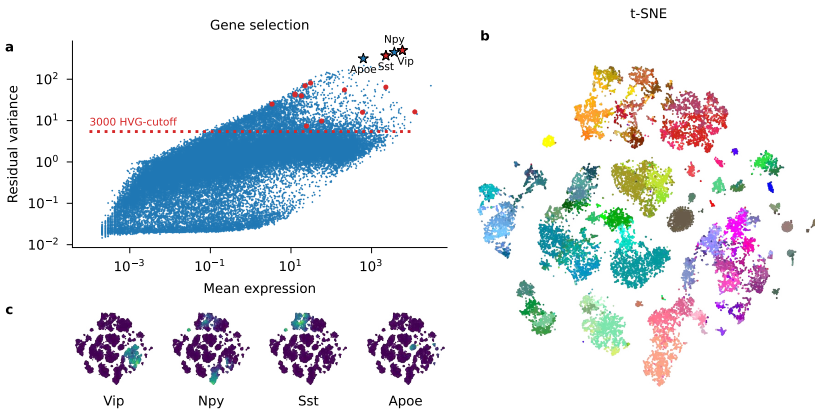 Gene selection
t-SNE
a
b
Npy
Vip
Apoe
Sst
3000 HVG-cutoff
Residual variance
10²
10¹
10⁰
10⁻¹
10⁻²
10⁻³
10⁻¹
10¹
10³
Mean expression
c
Vip
Npy
Sst
Apoe